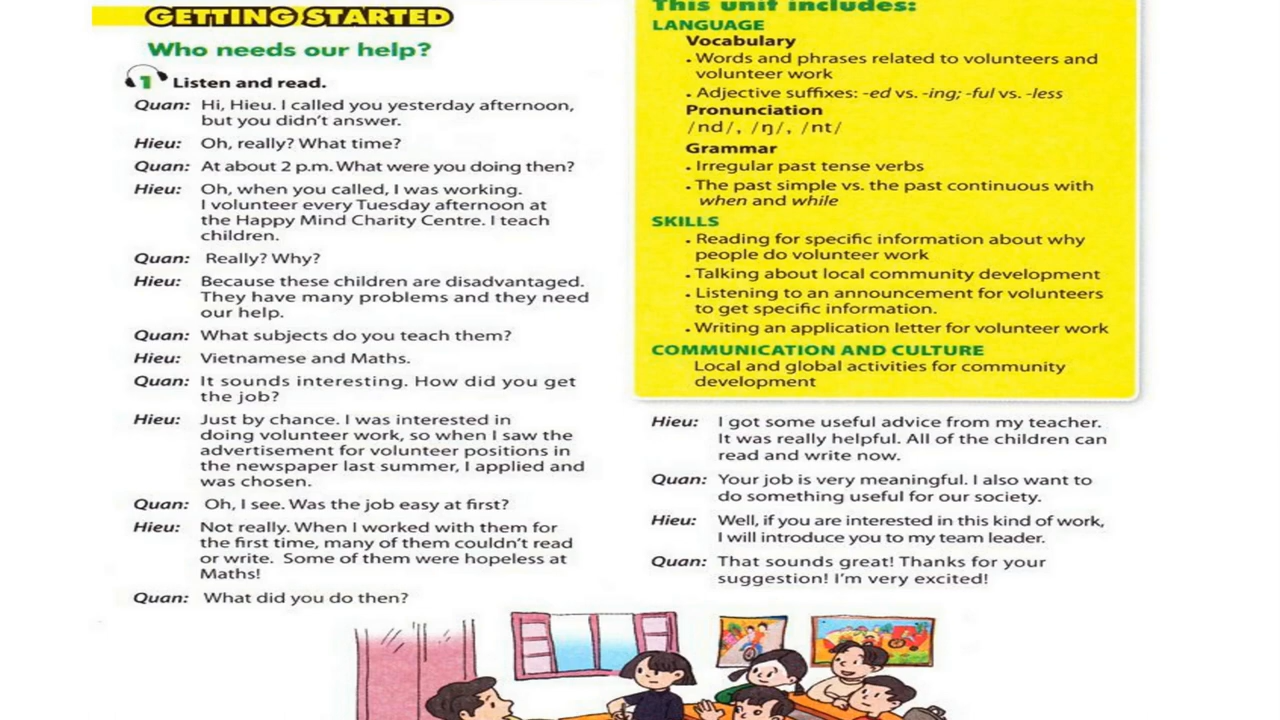 GETTING STARTED
Who needs our help?
1 Listen and read.
Quan: Hi, Hieu. I called you yesterday afternoon,
but you didn't answer.
Hieu: Oh, really? What time?
Quan: At about 2 p.m. What were you doing then?
Hieu: Oh, when you called, I was working.
I volunteer every Tuesday afternoon at
the Happy Mind Charity Centre. I teach
children.
Quan: Really? Why?
Hieu: Because these children are disadvantaged.
They have many problems and they need
our help.
Quan: What subjects do you teach them?
Hieu: Vietnamese and Maths.
Quan: It sounds interesting. How did you get
the job?
Hieu: Just by chance. I was interested in
doing volunteer work, so when I saw the
advertisement for volunteer positions in
the newspaper last summer, I applied and
was chosen.
Quan: Oh, I see. Was the job easy at first?
Hieu: Not really. When I worked with them for
the first time, many of them couldn't read
or write. Some of them were hopeless at
Maths!
Quan: What did you do then?
This unit includes:
LANGUAGE
Vocabulary
. Words and phrases related to volunteers and
volunteer work
. Adjective suffixes: -ed vs. -ing; -ful vs. -less
Pronunciation
/nd/, /ŋ/, /nt/
Grammar
. Irregular past tense verbs
. The past simple vs. the past continuous with
when and while
SKILLS
. Reading for specific information about why
people do volunteer work
. Talking about local community development
. Listening to an announcement for volunteers
to get specific information.
. Writing an application letter for volunteer work
COMMUNICATION AND CULTURE
Local and global activities for community
development
Hieu: I got some useful advice from my teacher.
It was really helpful. All of the children can
read and write now.
Quan: Your job is very meaningful. I also want to
do something useful for our society.
Hieu: Well, if you are interested in this kind of work,
I will introduce you to my team leader.
Quan: That sounds great! Thanks for your
suggestion! I'm very excited!